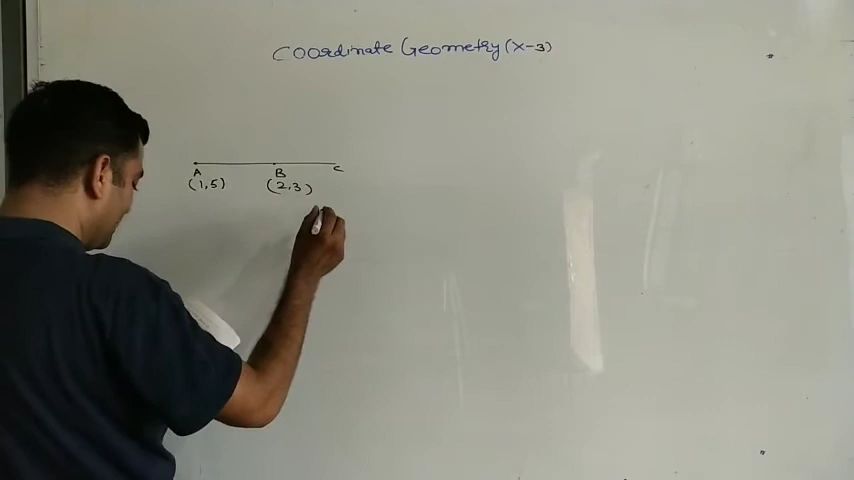 Coordinate Geometry (X-3)
A B C
(1,5) (2,3)